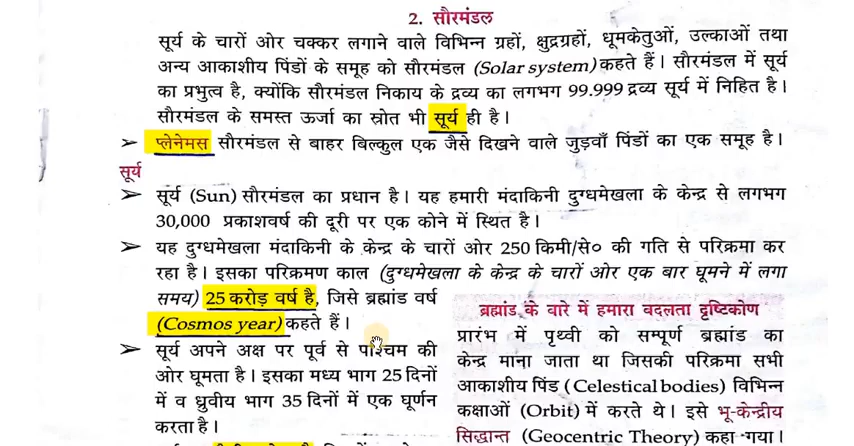 2. सौरमंडल
सूर्य के चारों ओर चक्कर लगाने वाले विभिन्न ग्रहों, क्षुद्रग्रहों, धूमकेतुओं, उल्काओं तथा
अन्य आकाशीय पिंडों के समूह को सौरमंडल (Solar system) कहते हैं। सौरमंडल में सूर्य
का प्रभुत्व है, क्योंकि सौरमंडल निकाय के द्रव्य का लगभग 99.999 द्रव्य सूर्य में निहित है।
सौरमंडल के समस्त ऊर्जा का स्रोत भी सूर्य ही है।
➢ प्लेनेमस सौरमंडल से बाहर बिल्कुल एक जैसे दिखने वाले जुड़वाँ पिंडों का एक समूह है।
सूर्य
➢ सूर्य (Sun) सौरमंडल का प्रधान है। यह हमारी मंदाकिनी दुग्धमेखला के केन्द्र से लगभग
30,000 प्रकाशवर्ष की दूरी पर एक कोने में स्थित है।
➢ यह दुग्धमेखला मंदाकिनी के केन्द्र के चारों ओर 250 किमी/से० की गति से परिक्रमा कर
रहा है। इसका परिक्रमण काल (दुग्धमेखला के केन्द्र के चारों ओर एक बार घूमने में लगा
समय) 25 करोड़ वर्ष है, जिसे ब्रह्मांड वर्ष
(Cosmos year) कहते हैं।
➢ सूर्य अपने अक्ष पर पूर्व से पश्चिम की
ओर घूमता है। इसका मध्य भाग 25 दिनों
में व ध्रुवीय भाग 35 दिनों में एक घूर्णन
करता है।
ब्रह्मांड के बारे में हमारा बदलता दृष्टिकोण
प्रारंभ में पृथ्वी को सम्पूर्ण ब्रह्मांड का
केन्द्र माना जाता था जिसकी परिक्रमा सभी
आकाशीय पिंड (Celestical bodies) विभिन्न
कक्षाओं (Orbit) में करते थे। इसे भू-केन्द्रीय
सिद्धान्त (Geocentric Theory) कहा गया।